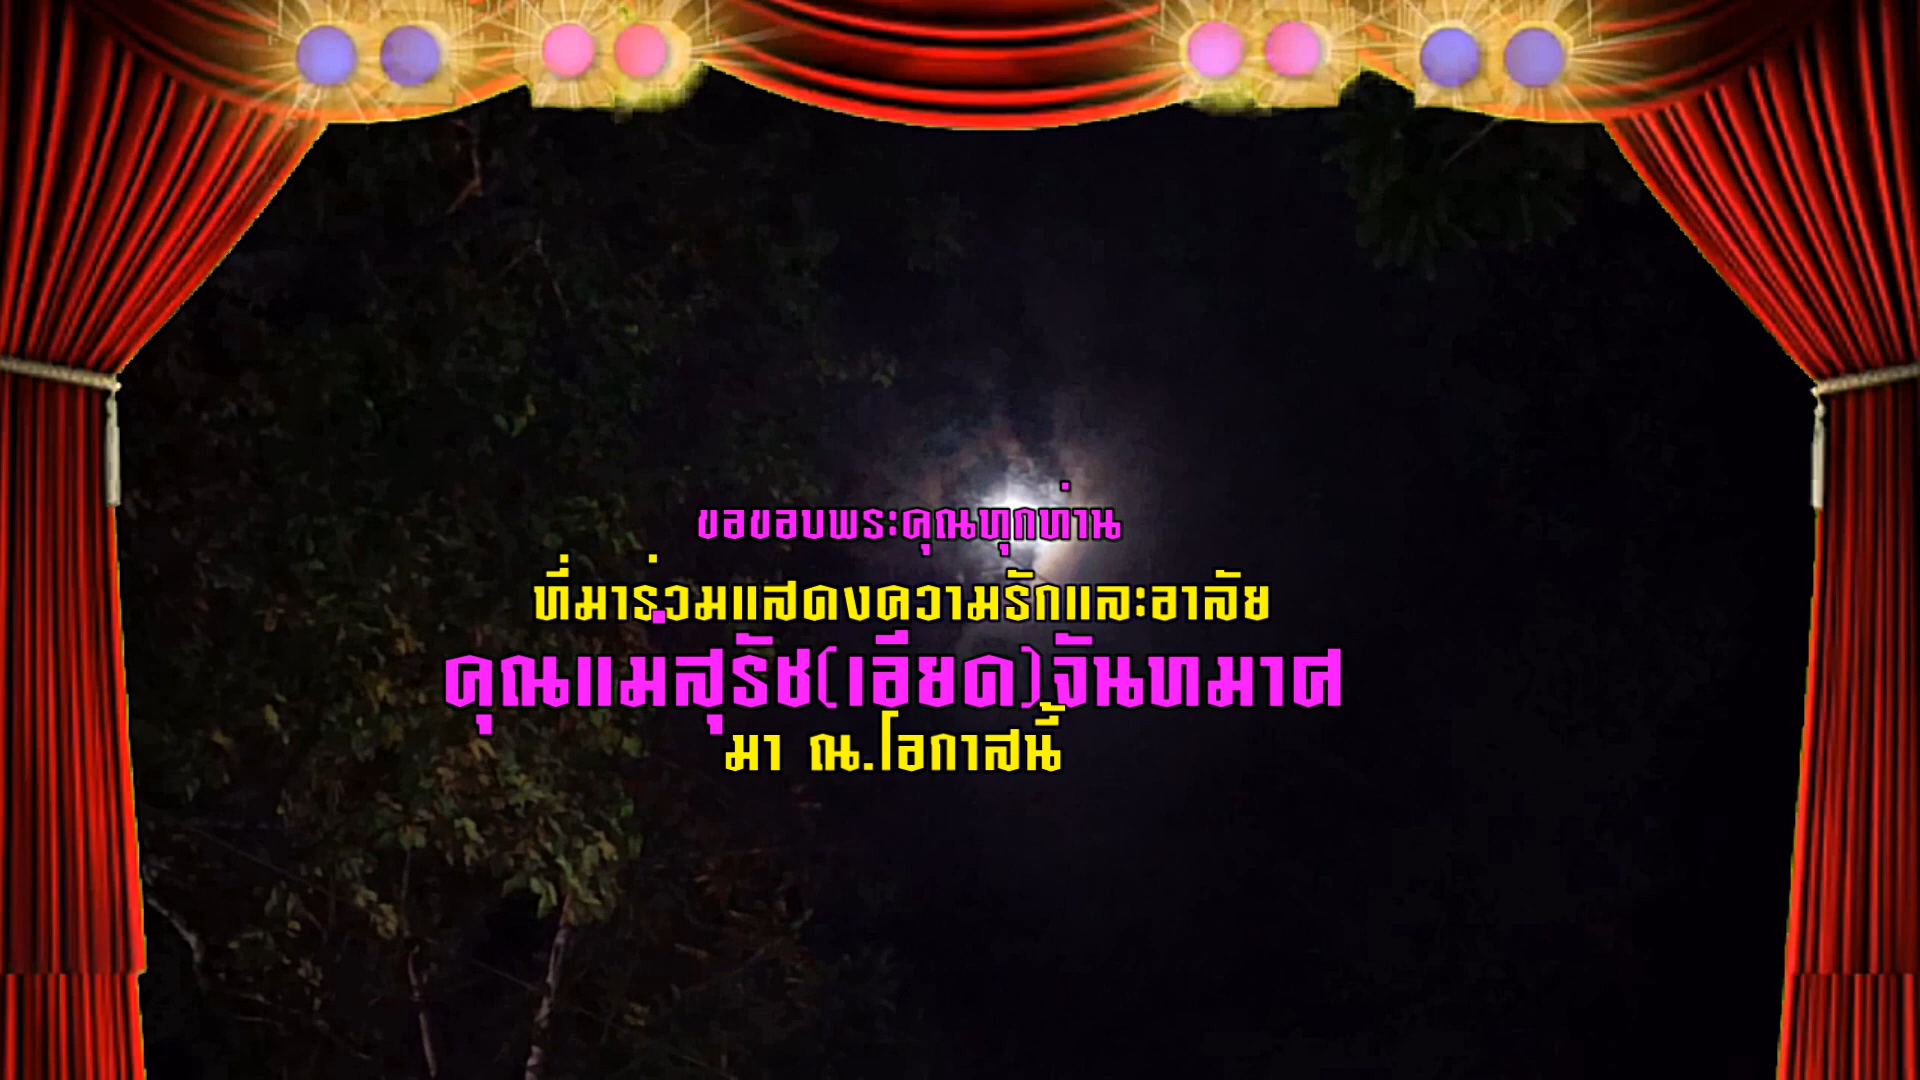 ขอขอบพระคุณทุกท่าน
ที่มาร่วมแสดงความรักและอาลัย
คุณแม่สุรัช(เอียด)จันทมาศ
มา ณ.โอกาสนี้